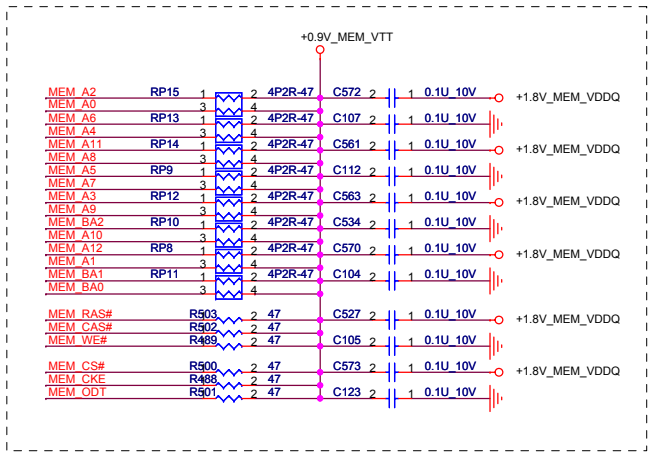 +0.9V_MEM_VTT
MEM_A2 RP15 1 2 4P2R-47 C572 2 1 0.1U_10V +1.8V_MEM_VDDQ
MEM_A0 3 4
MEM_A6 RP13 1 2 4P2R-47 C107 2 1 0.1U_10V
MEM_A4 3 4
MEM_A11 RP14 1 2 4P2R-47 C561 2 1 0.1U_10V +1.8V_MEM_VDDQ
MEM_A8 3 4
MEM_A5 RP9 1 2 4P2R-47 C112 2 1 0.1U_10V
MEM_A7 3 4
MEM_A3 RP12 1 2 4P2R-47 C563 2 1 0.1U_10V +1.8V_MEM_VDDQ
MEM_A9 3 4
MEM_BA2 RP10 1 2 4P2R-47 C534 2 1 0.1U_10V
MEM_A10 3 4
MEM_A12 RP8 1 2 4P2R-47 C570 2 1 0.1U_10V +1.8V_MEM_VDDQ
MEM_A1 3 4
MEM_BA1 RP11 1 2 4P2R-47 C104 2 1 0.1U_10V
MEM_BA0 3 4
MEM_RAS# R503 2 47 C527 2 1 0.1U_10V +1.8V_MEM_VDDQ
MEM_CAS# R502 2 47
MEM_WE# R489 2 47 C105 2 1 0.1U_10V
MEM_CS# R500 2 47 C573 2 1 0.1U_10V +1.8V_MEM_VDDQ
MEM_CKE R488 2 47
MEM_ODT R501 2 47 C123 2 1 0.1U_10V